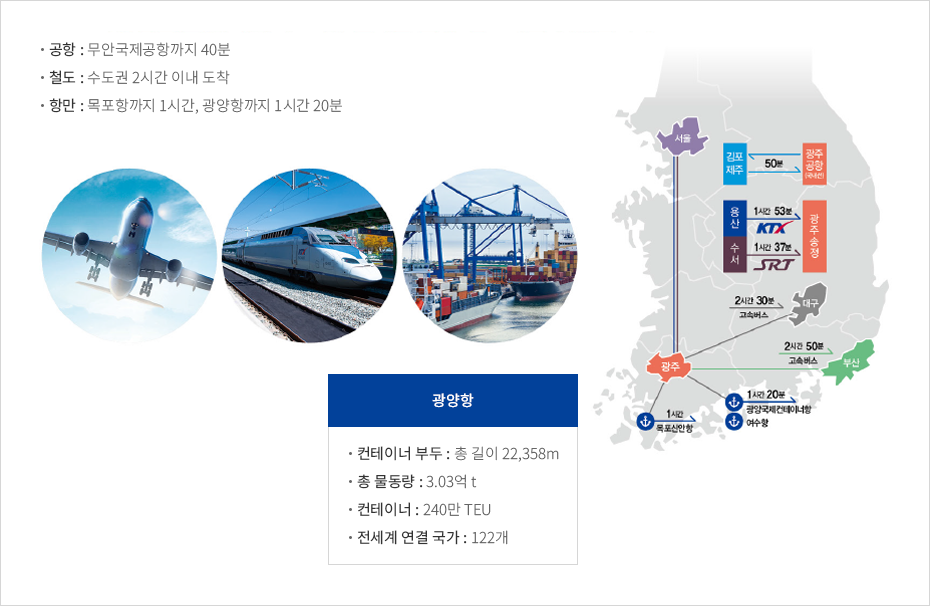 · 공항 : 무안국제공항까지 40분
· 철도 : 수도권 2시간 이내 도착
· 항만 : 목포항까지 1시간, 광양항까지 1시간 20분
서울
김포
제주
50분
광주
공항
(국내선)
용산
1시간 53분
KTX
수서
1시간 37분
SRT
광주송정
2시간 30분
고속버스
대구
2시간 50분
고속버스
부산
광주
1시간
목포신안항
1시간 20분
광양국제컨테이너항
여수항
광양항
· 컨테이너 부두 : 총 길이 22,358m
· 총 물동량 : 3.03억 t
· 컨테이너 : 240만 TEU
· 전세계 연결 국가 : 122개